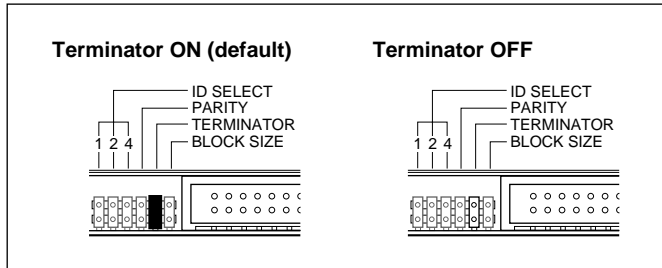 Terminator ON (default)
ID SELECT
PARITY
TERMINATOR
1 2 4 BLOCK SIZE
Terminator OFF
ID SELECT
PARITY
TERMINATOR
1 2 4 BLOCK SIZE